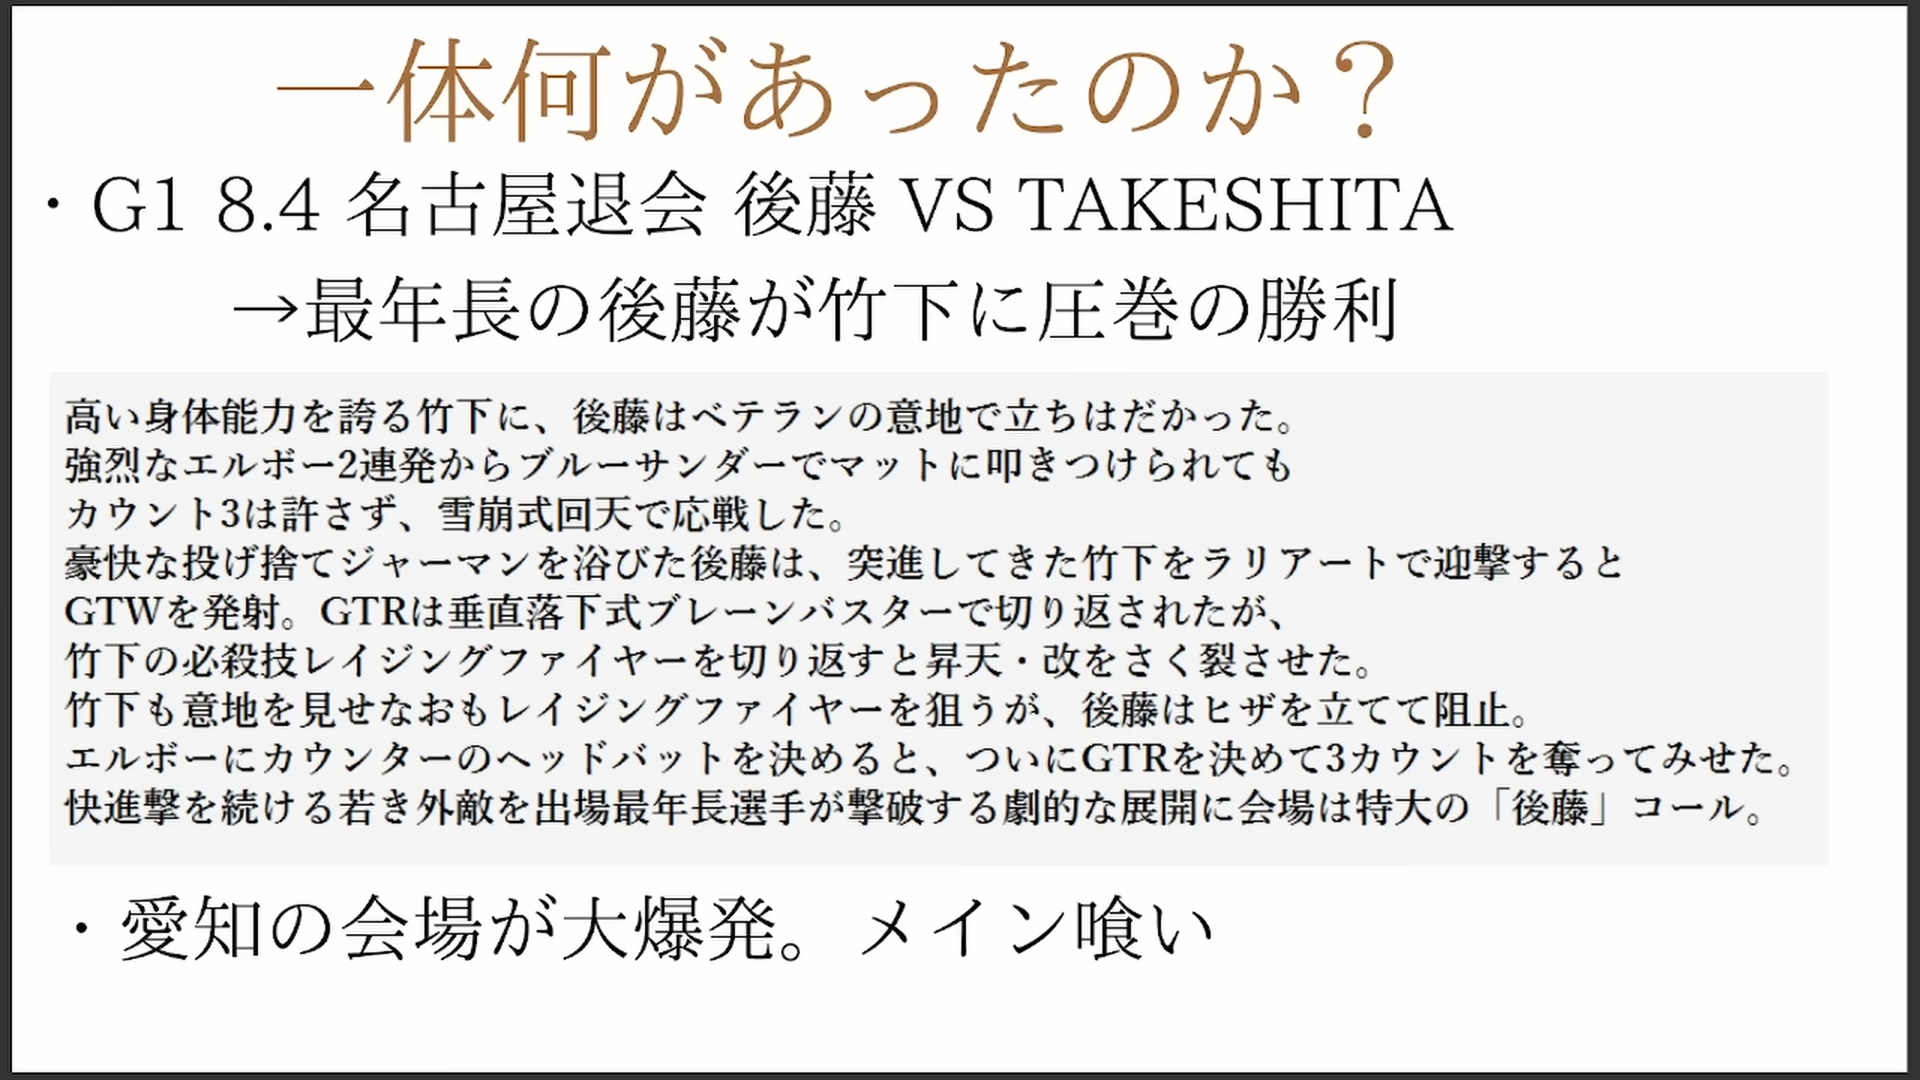 一体何があったのか？
・G1 8.4 名古屋退会 後藤 VS TAKESHITA
→最年長の後藤が竹下に圧巻の勝利
高い身体能力を誇る竹下に、後藤はベテランの意地で立ちはだかった。
強烈なエルボー2連発からブルーサンダーでマットに叩きつけられても
カウント3は許さず、雪崩式回天で応戦した。
豪快な投げ捨てジャーマンを浴びた後藤は、突進してきた竹下をラリアートで迎撃すると
GTWを発射。GTRは垂直落下式ブレーンバスターで切り返されたが、
竹下の必殺技レイジングファイヤーを切り返すと昇天・改をさく裂させた。
竹下も意地を見せなおもレイジングファイヤーを狙うが、後藤はヒザを立てて阻止。
エルボーにカウンターのヘッドバットを決めると、ついにGTRを決めて3カウントを奪ってみせた。
快進撃を続ける若き外敵を出場最年長選手が撃破する劇的な展開に会場は特大の「後藤」コール。
・愛知の会場が大爆発。 メイン喰い